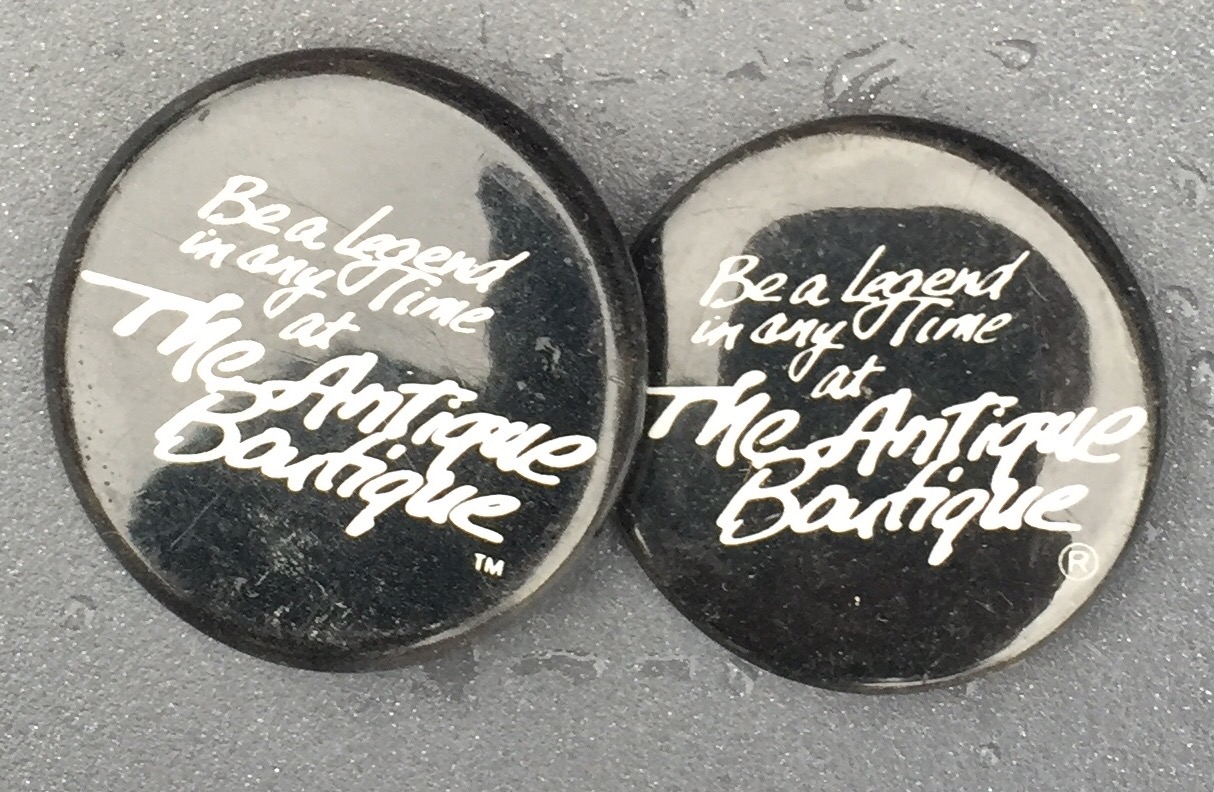 Be a Legend
in any Time
at
The Antique
Boutique
TM
Be a Legend
in any Time
at
The Antique
Boutique
®